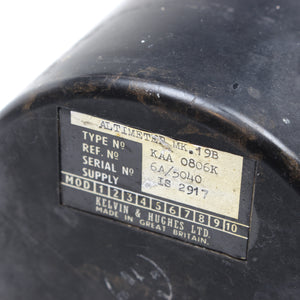 ALTIMETER MK.19B
TYPE Nº KAA 0806K
REF. Nº 6A/5040
SERIAL Nº IS 2917
SUPPLY
MOD 1 2 3 4 5 6 7 8 9 10
KELVIN & HUGHES LTD.
MADE IN GREAT BRITAIN.